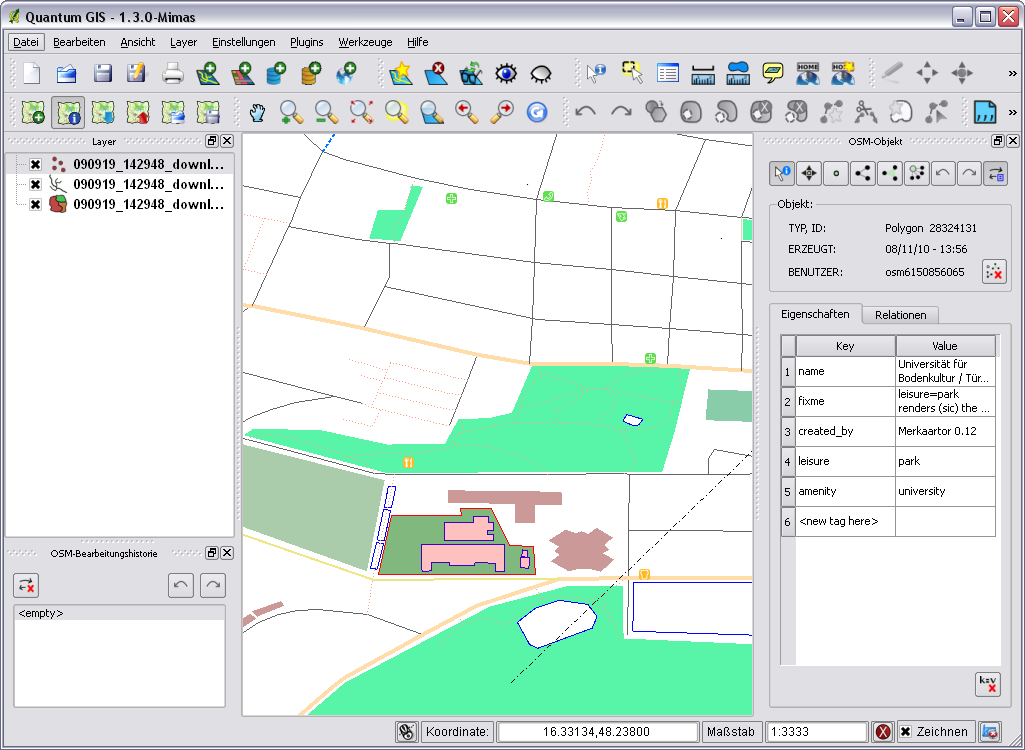 Quantum GIS - 1.3.0-Mimas
Datei Bearbeiten Ansicht Layer Einstellungen Plugins Werkzeuge Hilfe
HOME
»
»
Layer
090919_142948_downl...
090919_142948_downl...
090919_142948_downl...
OSM-Bearbeitungshistorie
<empty>
OSM-Objekt
Objekt:
TYP, ID: Polygon 28324131
ERZEUGT: 08/11/10 - 13:56
BENUTZER: osm6150856065
Eigenschaften Relationen
Key Value
1 name Universität für
Bodenkultur / Tür...
2 fixme leisure=park
renders (sic) the ...
3 created_by Merkaartor 0.12
4 leisure park
5 amenity university
6 <new tag here>
k=v
Koordinate: 16.33134,48.23800 Maßstab 1:3333 Zeichnen